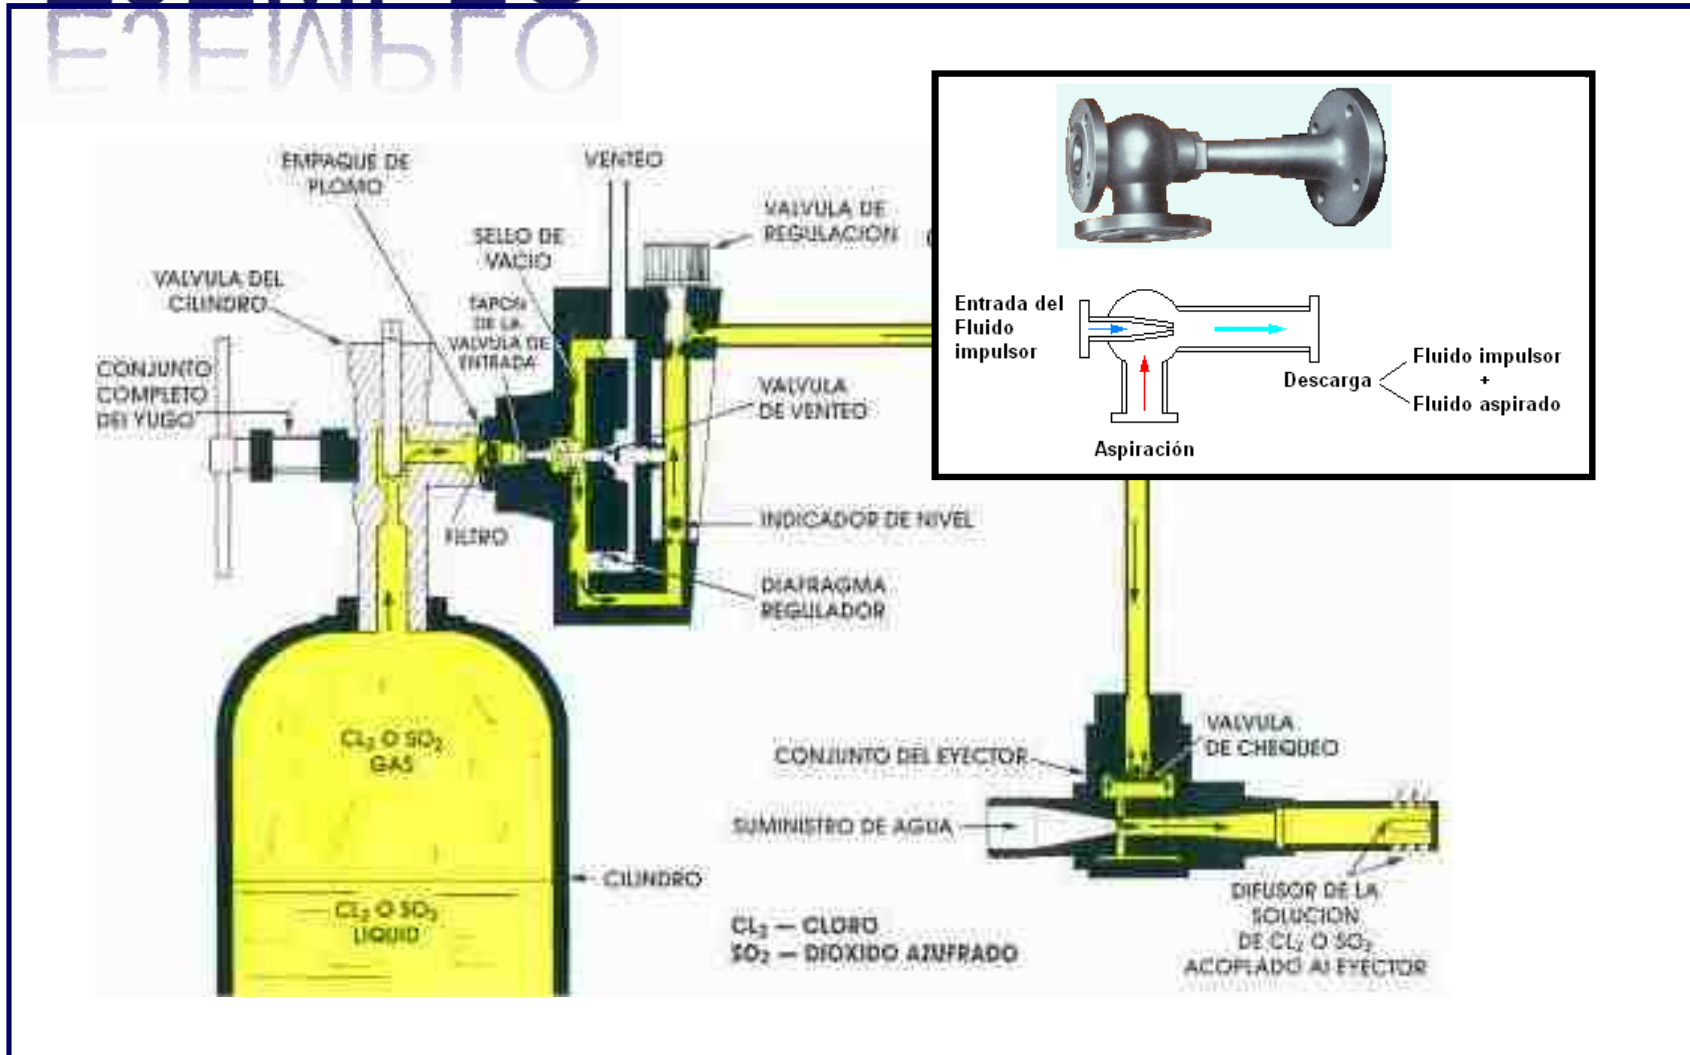 EJEMPLO
EMPAQUE DE
PLOMO
VENTEO
VALVULA DE
REGULACION
SELLO DE
VACIO
VALVULA DEL
CILINDRO
TAPON
DE LA
VALVULA DE
ENTRADA
CONJUNTO
COMPLETO
DEL YUGO
VALVULA
DE VENTEO
FILTRO
INDICADOR DE NIVEL
DIAFRAGMA
REGULADOR
Entrada del
Fluido
impulsor
Descarga
Fluido impulsor
+
Fluido aspirado
Aspiración
CL2 O SO2
GAS
CL2 O SO2
LIQUID
CILINDRO
CONJUNTO DEL EYECTOR
VALVULA
DE CHEQUEO
SUMINISTRO DE AGUA
CL2 — CLORO
SO2 — DIOXIDO AZUFRADO
DIFUSOR DE LA
SOLUCION
DE CL2 O SO2
ACOPLADO AL EYECTOR